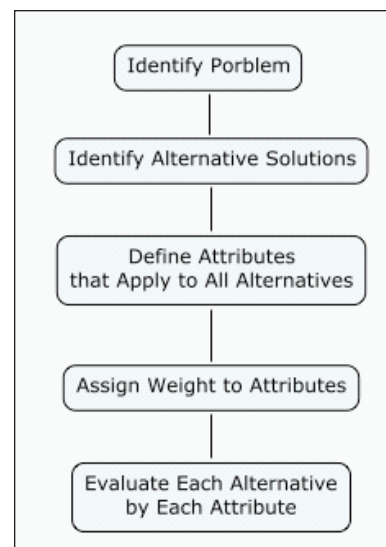 Identify Porblem
Identify Alternative Solutions
Define Attributes
that Apply to All Alternatives
Assign Weight to Attributes
Evaluate Each Alternative
by Each Attribute